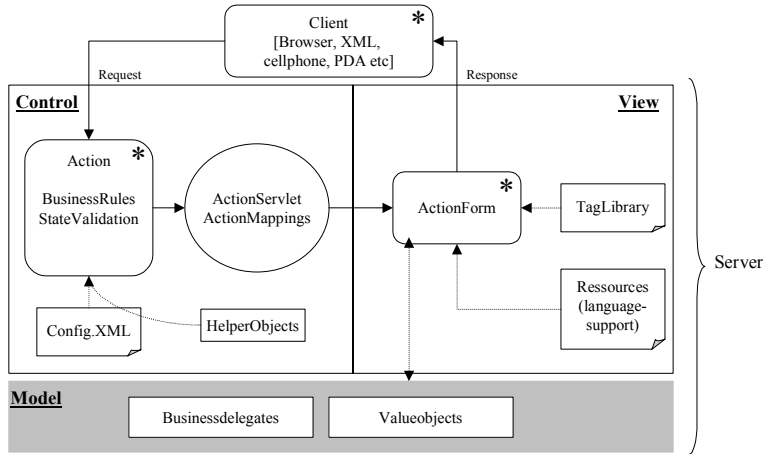 Client
[Browser, XML,
cellphone, PDA etc]
*
Request
Response
Control
View
Action
*
BusinessRules
StateValidation
ActionServlet
ActionMappings
ActionForm
*
TagLibrary
Ressources
(language-
support)
Server
Config.XML
HelperObjects
Model
Businessdelegates
Valueobjects